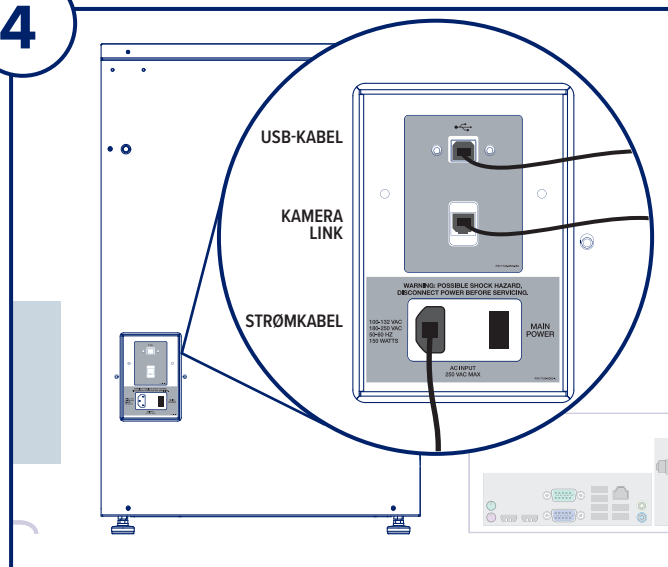 4
USB-KABEL
KAMERA
LINK
STRØMKABEL
WARNING: POSSIBLE SHOCK HAZARD,
DISCONNECT POWER BEFORE SERVICING.
100-132 VAC
180-250 VAC
50-60 HZ
150 WATTS
MAIN
POWER
AC INPUT
250 VAC MAX